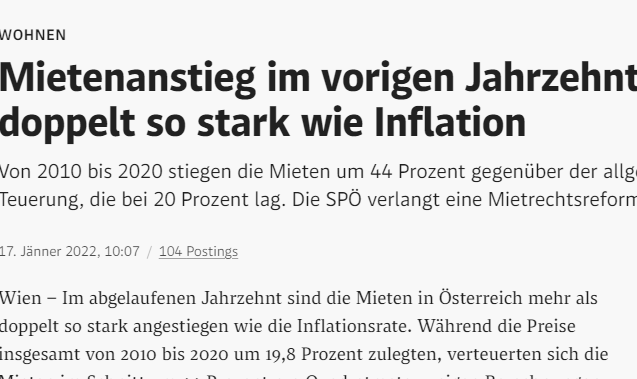 WOHNEN
Mietenanstieg im vorigen Jahrzehnt
doppelt so stark wie Inflation
Von 2010 bis 2020 stiegen die Mieten um 44 Prozent gegenüber der
Teuerung, die bei 20 Prozent lag. Die SPÖ verlangt eine Mietrechtsreform
17. Jänner 2022, 10:07 / 104 Postings
Wien – Im abgelaufenen Jahrzehnt sind die Mieten in Österreich mehr als
doppelt so stark angestiegen wie die Inflationsrate. Während die Preise
insgesamt von 2010 bis 2020 um 19,8 Prozent zulegten, verteuerten sich die